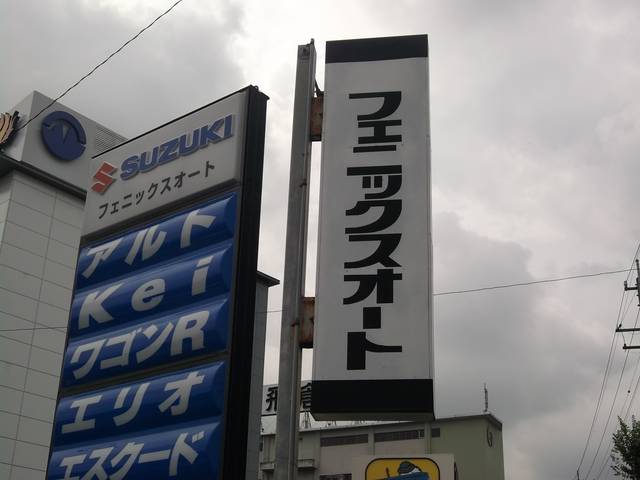 SUZUKI
フェニックスオート
アルト
Kei
ワゴンR
エリオ
エスクード
フェニックスオート